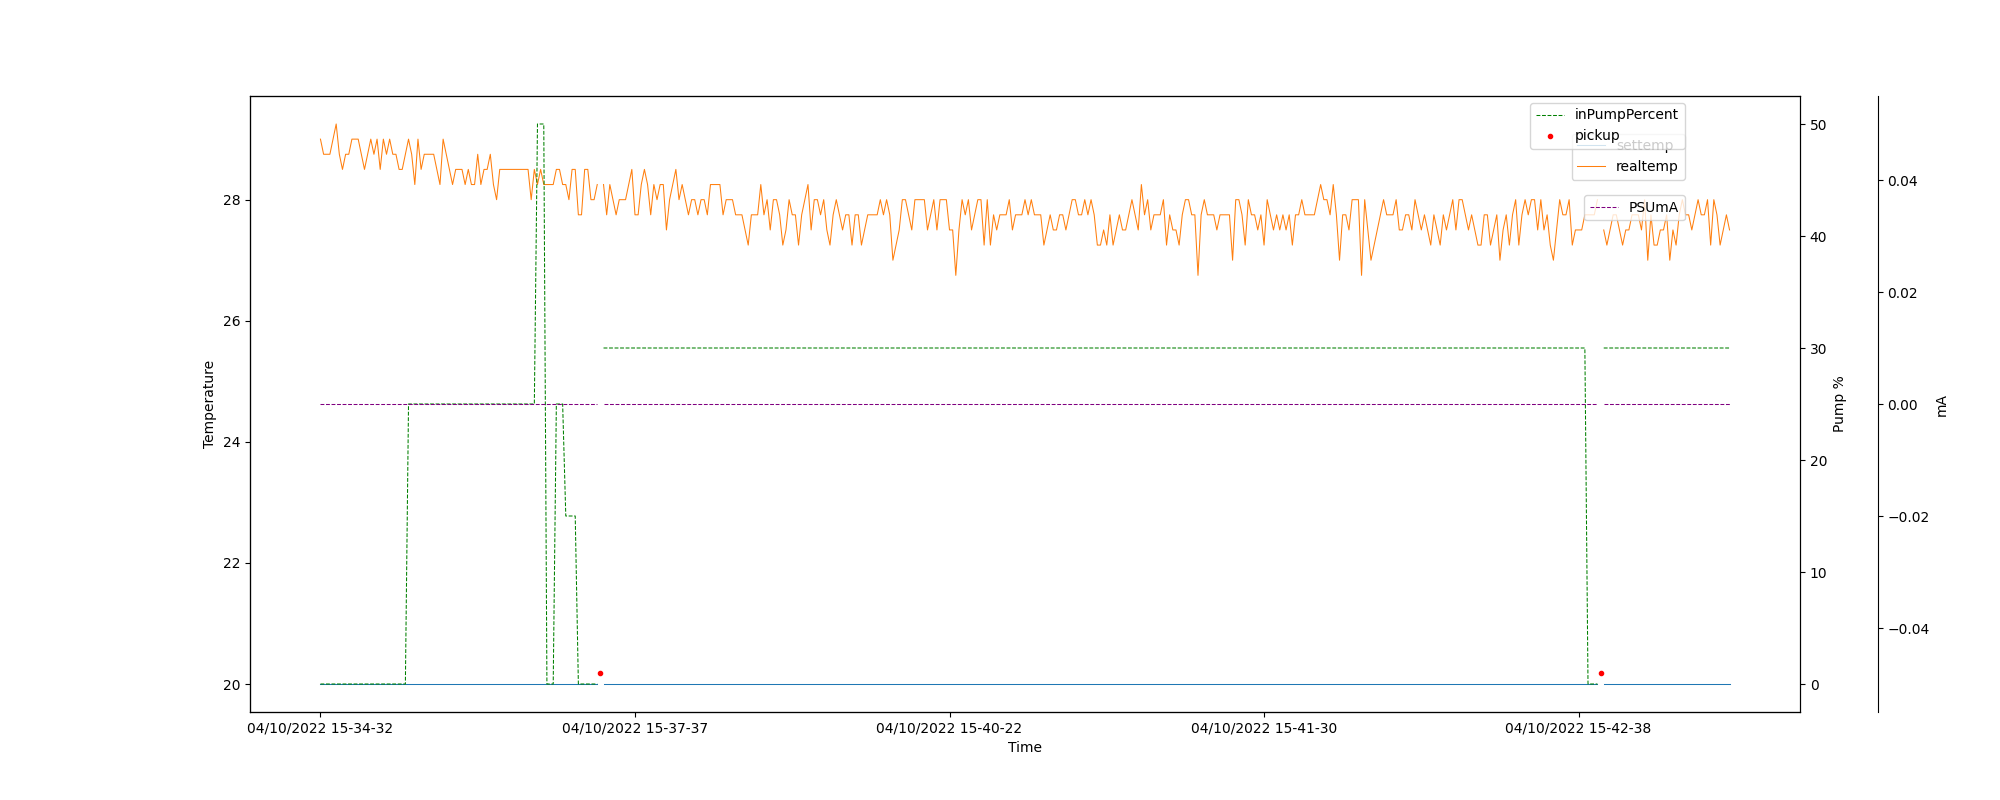 inPumpPercent
pickup
settemp
realtemp
PSUmA
28
26
24
22
20
Temperature
50
40
30
20
10
0
Pump %
0.04
0.02
0.00
−0.02
−0.04
mA
04/10/2022 15-34-32
04/10/2022 15-37-37
04/10/2022 15-40-22
04/10/2022 15-41-30
04/10/2022 15-42-38
Time